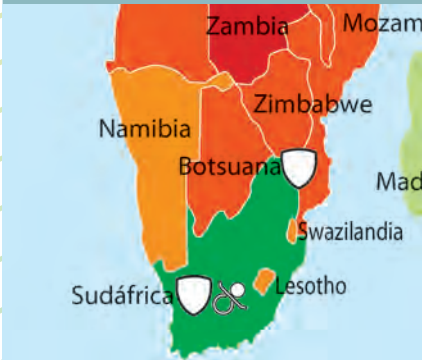 Zambia
Mozam
Zimbabwe
Namibia
Botsuana
Mad
Swazilandia
Lesotho
Sudáfrica